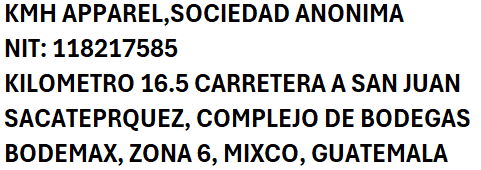 KMH APPAREL,SOCIEDAD ANONIMA
NIT: 118217585
KILOMETRO 16.5 CARRETERA A SAN JUAN
SACATEPRQUEZ, COMPLEJO DE BODEGAS
BODEMAX, ZONA 6, MIXCO, GUATEMALA